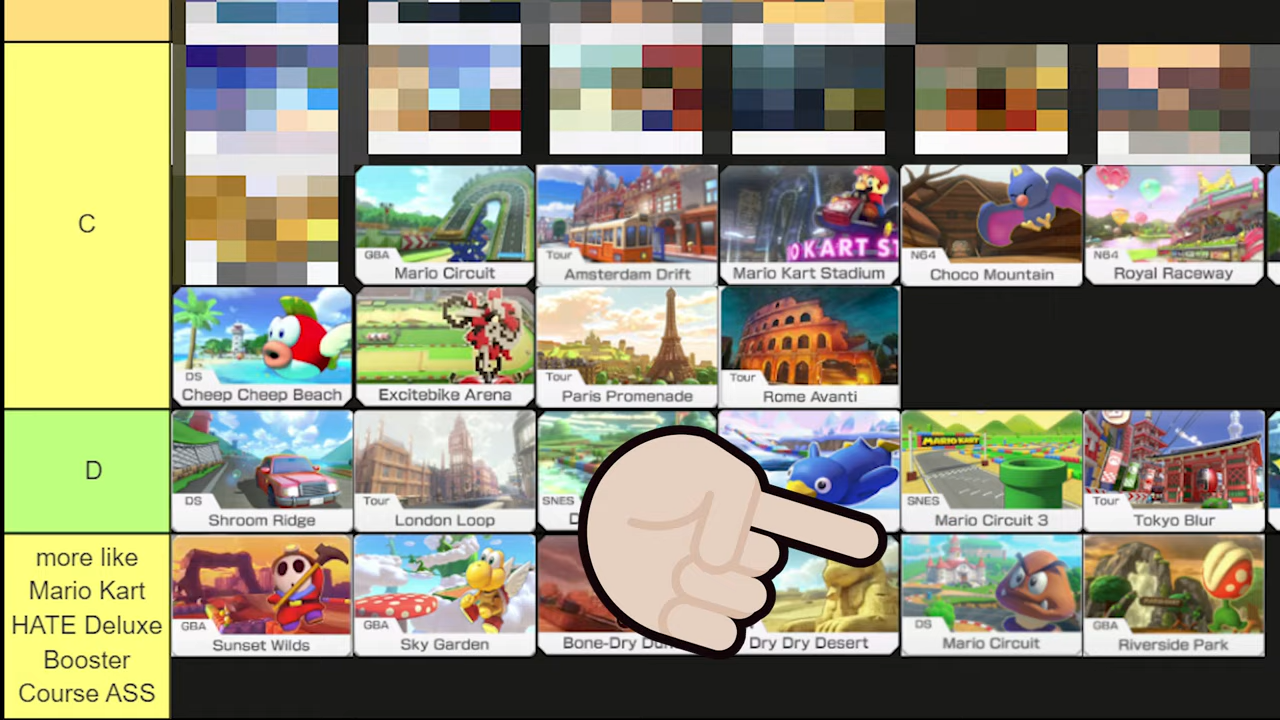 C
GBA
Mario Circuit
Tour
Amsterdam Drift
O KART ST
Mario Kart Stadium
N64
Choco Mountain
N64
Royal Raceway
DS
Cheep Cheep Beach
Excitebike Arena
Tour
Paris Promenade
Tour
Rome Avanti
D
DS
Shroom Ridge
Tour
London Loop
SNES
D
MARIO KART
SNES
Mario Circuit 3
Tour
Tokyo Blur
more like
Mario Kart
HATE Deluxe
Booster
Course ASS
GBA
Sunset Wilds
GBA
Sky Garden
Bone-Dry Dun
Dry Dry Desert
DS
Mario Circuit
GBA
Riverside Park